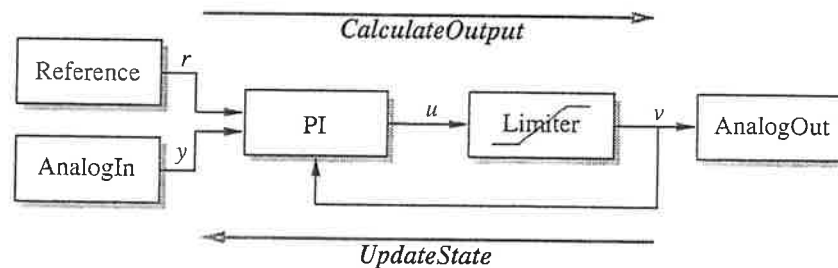 CalculateOutput
Reference
r
PI
u
Limiter
v
AnalogOut
AnalogIn
y
UpdateState